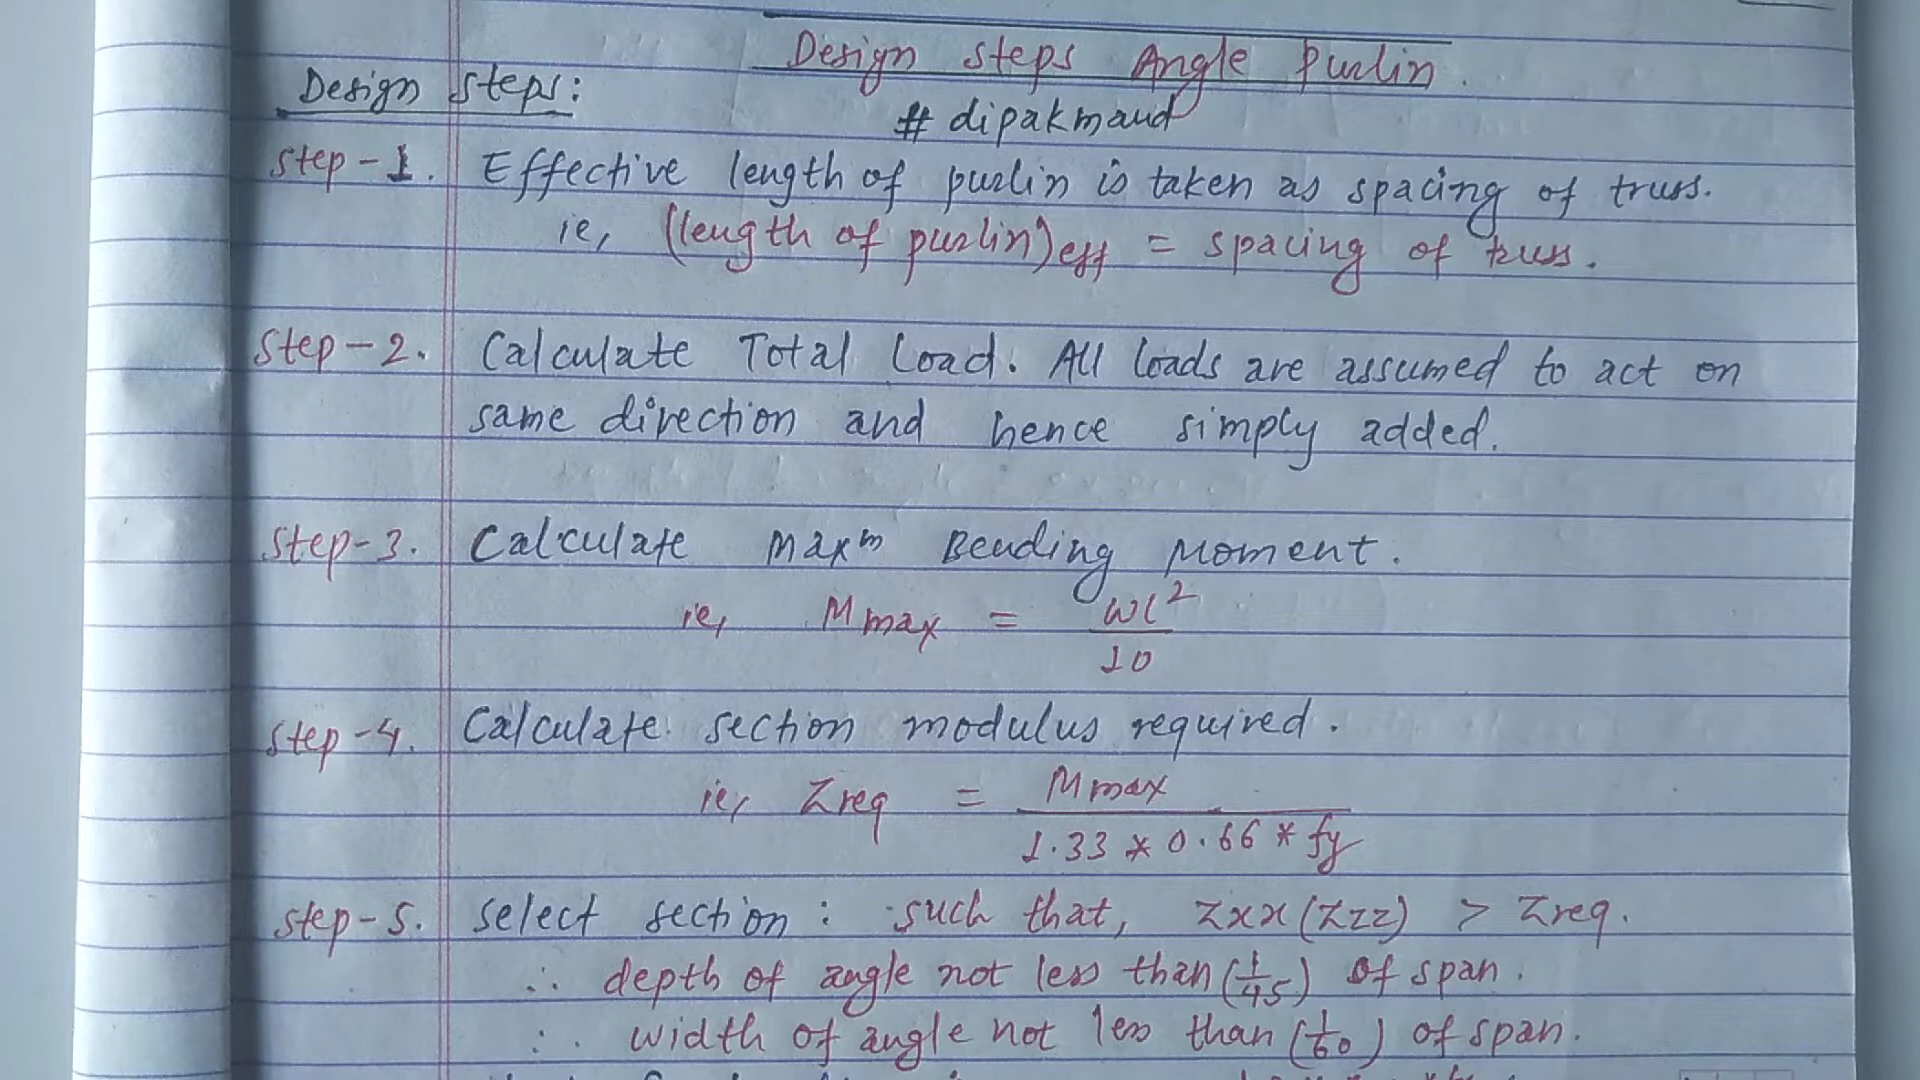 Design steps Angle Purlin.
Design steps:
# dipakmaud
Step-1. Effective length of purlin is taken as spacing of truss.
ie, (length of purlin)eff = spacing of truss.
Step-2. Calculate Total Load. All loads are assumed to act on
same direction and hence simply added.
Step-3. Calculate maxm Bending Moment.
ie, Mmax = wl²/10
Step-4. Calculate section modulus required.
ie, Zreq = Mmax / 1.33 * 0.66 * fy
Step-5. Select section : such that, Zxx (Zzz) > Zreq.
∴ depth of angle not less than (1/45) of span.
∴ width of angle not less than (1/60) of span.